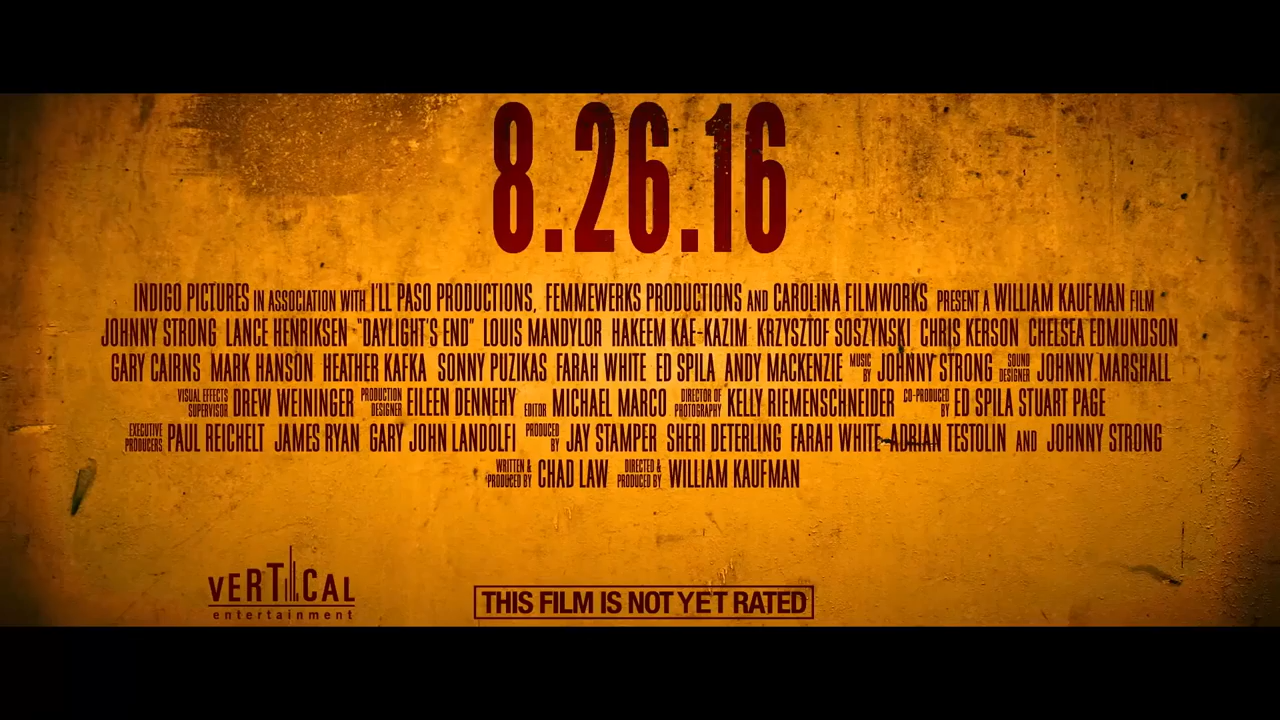 8.26.16
INDIGO PICTURES IN ASSOCIATION WITH I'LL PASO PRODUCTIONS, FEMMEWERKS PRODUCTIONS AND CAROLINA FILMWORKS PRESENT A WILLIAM KAUFMAN FILM
JOHNNY STRONG LANCE HENRIKSEN "DAYLIGHT'S END" LOUIS MANDYLOR HAKEEM KAE-KAZIM KRZYSZTOF SOSZYNSKI CHRIS KERSON CHELSEA EDMUNDSON
GARY CAIRNS MARK HANSON HEATHER KAFKA SONNY PUZIKAS FARAH WHITE ED SPILA ANDY MACKENZIE MUSIC BY JOHNNY STRONG SOUND DESIGNER JOHNNY MARSHALL
VISUAL EFFECTS SUPERVISOR DREW WEININGER PRODUCTION DESIGNER EILEEN DENNEHY EDITOR MICHAEL MARCO DIRECTOR OF PHOTOGRAPHY KELLY RIEMENSCHNEIDER CO-PRODUCED BY ED SPILA STUART PAGE
EXECUTIVE PRODUCERS PAUL REICHELT JAMES RYAN GARY JOHN LANDOLFI PRODUCED BY JAY STAMPER SHERI DETERLING FARAH WHITE ADRIAN TESTOLIN AND JOHNNY STRONG
WRITTEN & PRODUCED BY CHAD LAW DIRECTED & PRODUCED BY WILLIAM KAUFMAN
VERTICAL
entertainment
THIS FILM IS NOT YET RATED